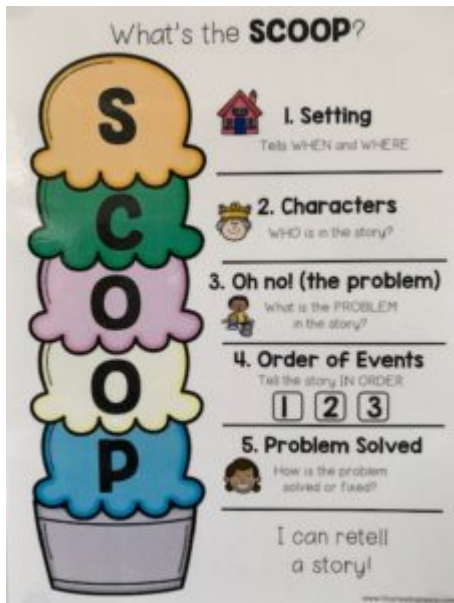 What's the SCOOP?
S
1. Setting
Tells WHEN and WHERE
C
2. Characters
WHO is in the story?
O
3. Oh no! (the problem)
What is the PROBLEM
in the story?
O
4. Order of Events
Tell the story IN ORDER
1 2 3
P
5. Problem Solved
How is the problem
solved or fixed?
I can retell
a story!